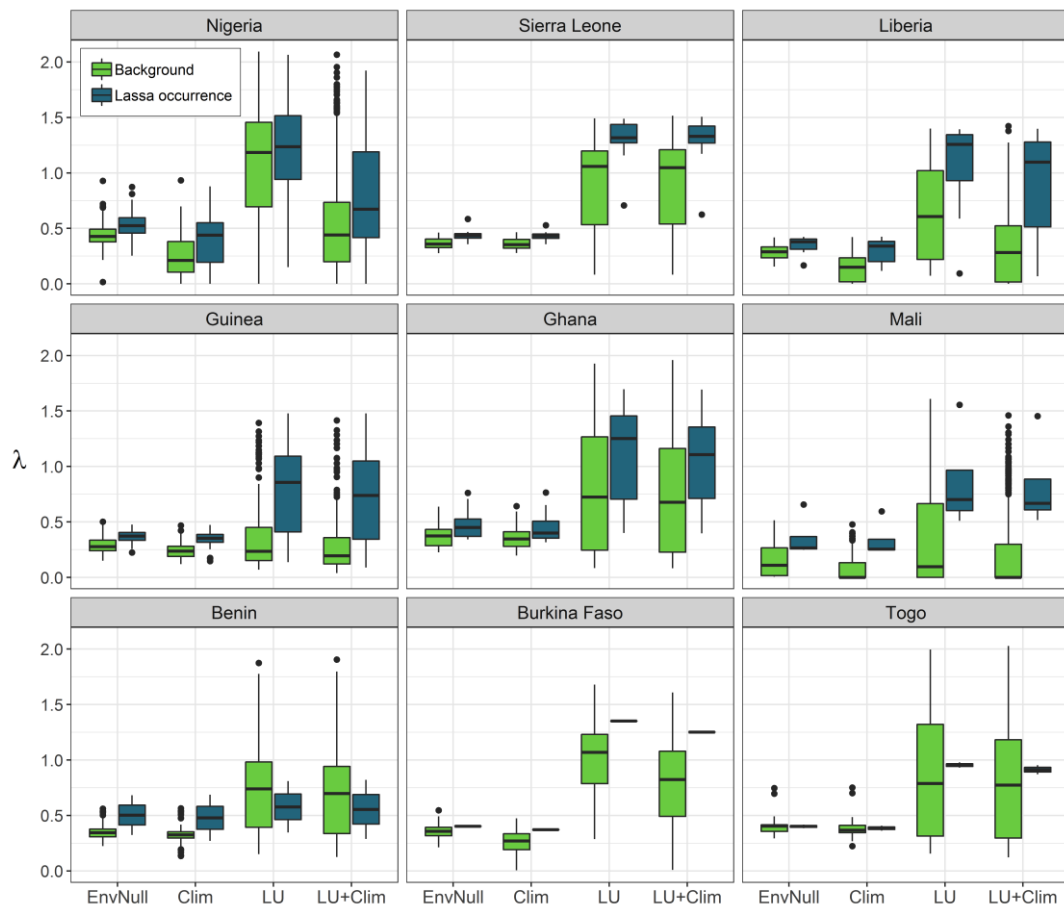 Nigeria Sierra Leone Liberia
Background
Lassa occurrence
2.0
1.5
1.0
0.5
0.0
Guinea Ghana Mali
2.0
1.5
1.0
0.5
0.0
λ
Benin Burkina Faso Togo
2.0
1.5
1.0
0.5
0.0
EnvNull Clim LU LU+Clim EnvNull Clim LU LU+Clim EnvNull Clim LU LU+Clim